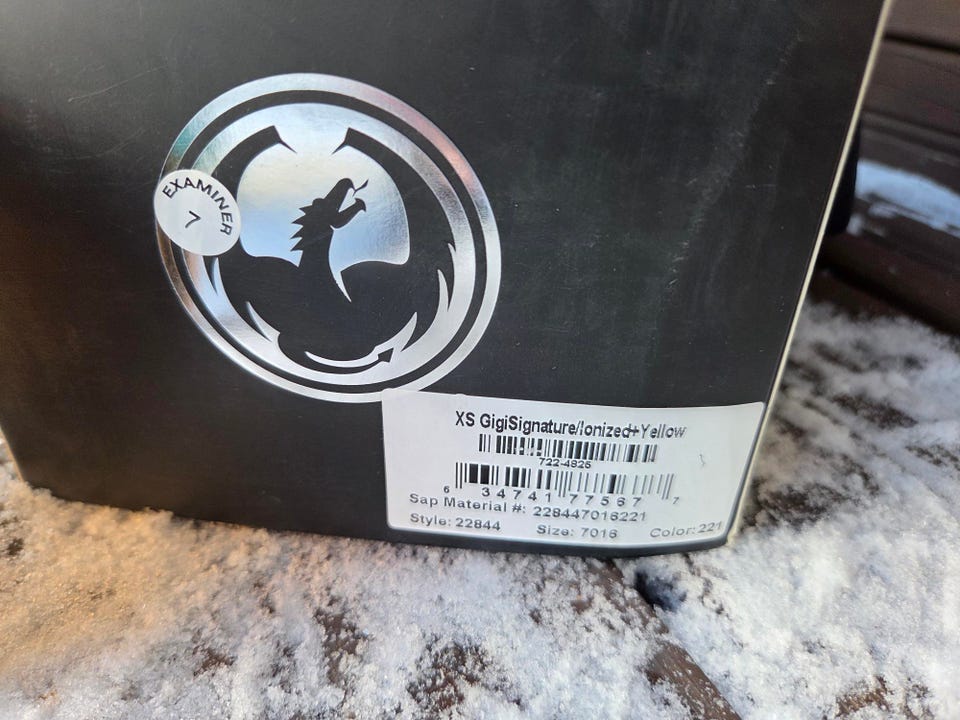 EXAMINER
7
XS GigiSignature/Ionized+Yellow
722-4825
6 34741 77567 7
Sap Material #: 228447016221
Style: 22844 Size: 7016 Color: 221